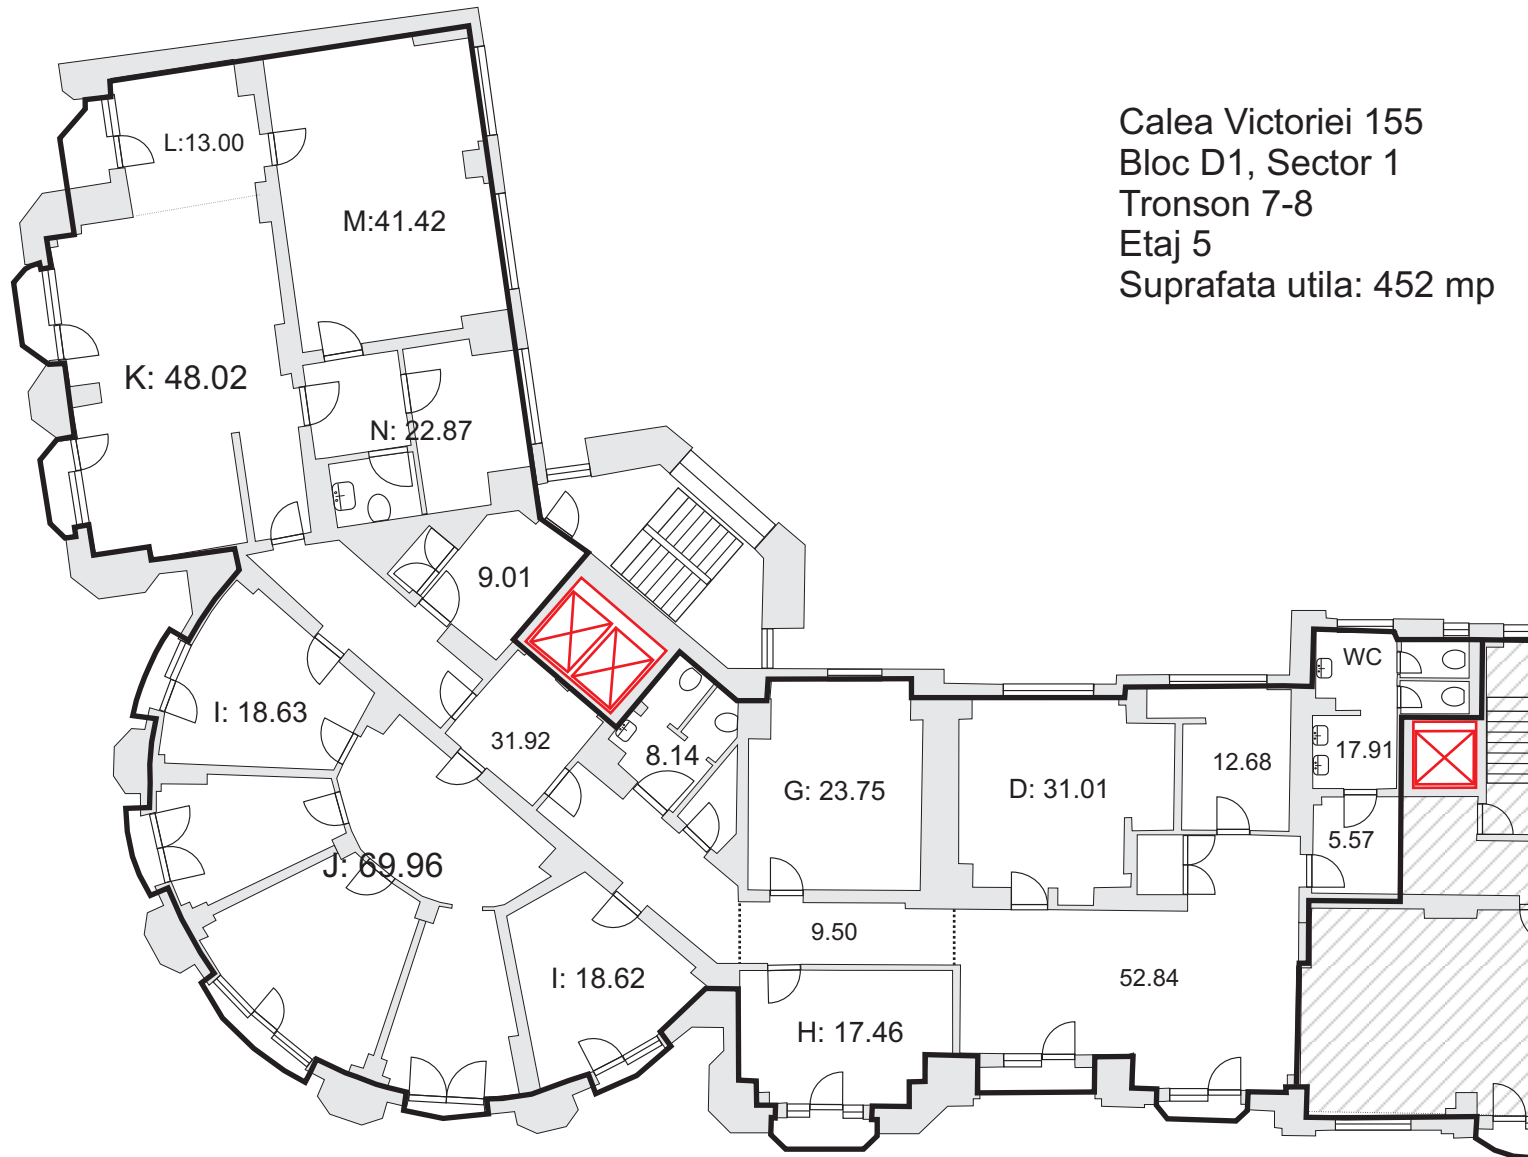 Calea Victoriei 155
Bloc D1, Sector 1
Tronson 7-8
Etaj 5
Suprafata utila: 452 mp
L:13.00
M:41.42
K: 48.02
N: 22.87
9.01
I: 18.63
31.92
8.14
WC
17.91
12.68
G: 23.75
D: 31.01
5.57
J: 69.96
9.50
I: 18.62
52.84
H: 17.46